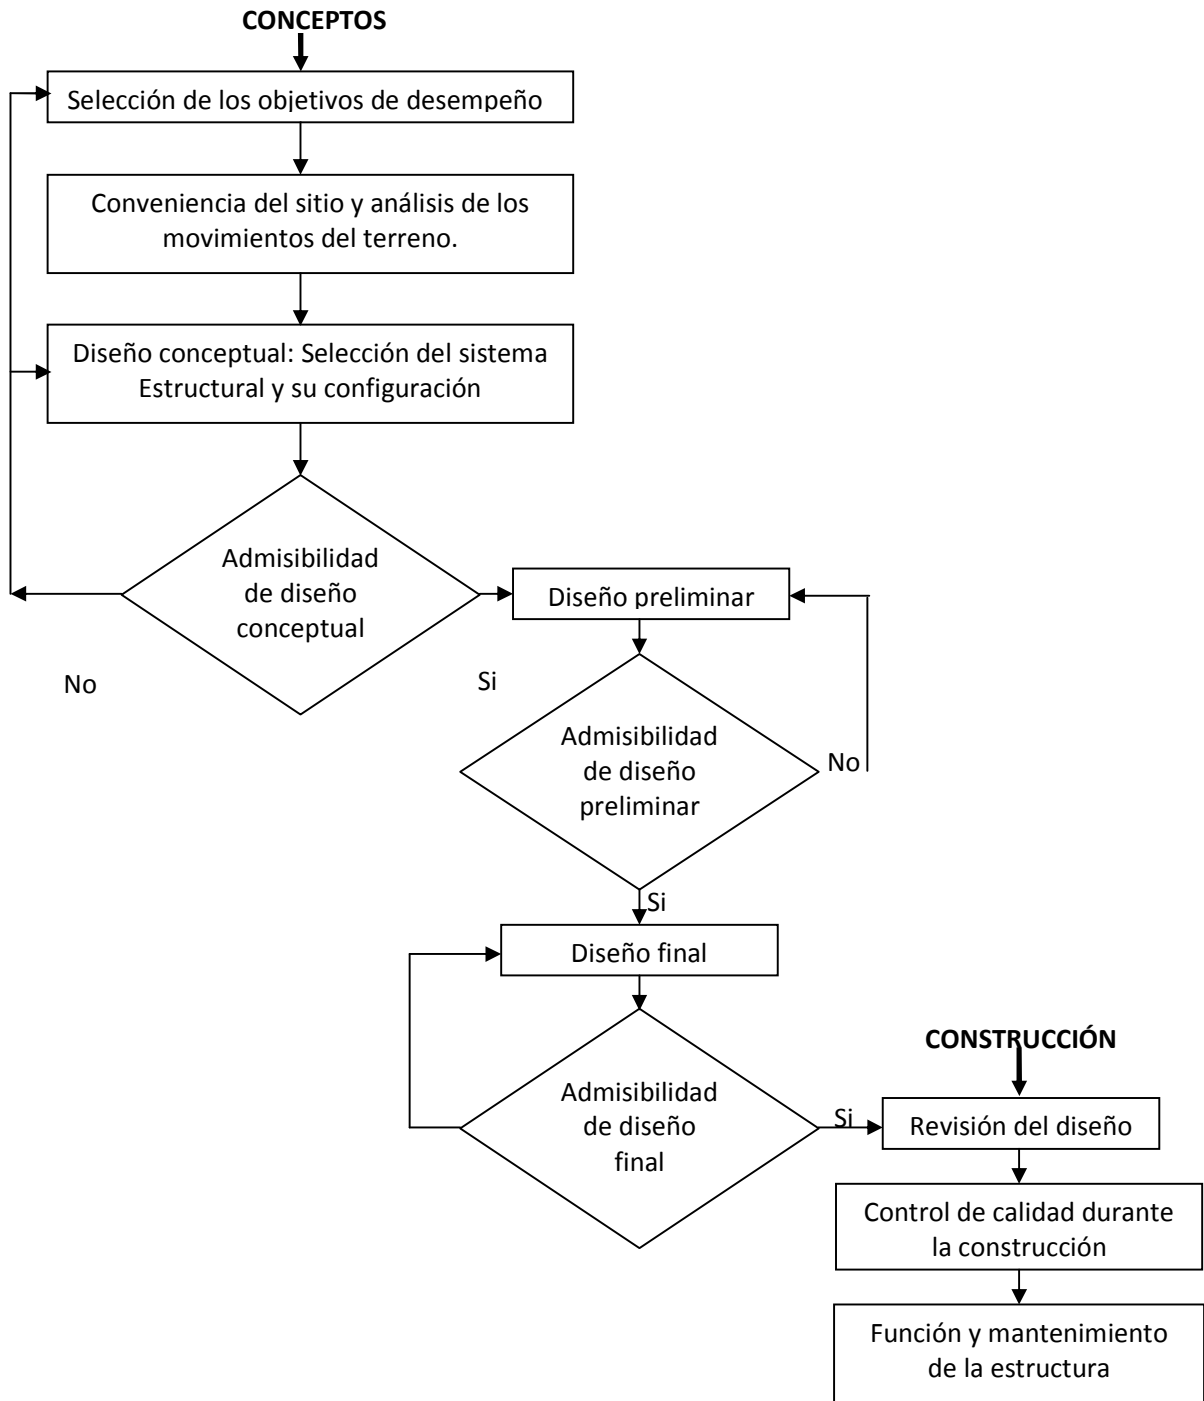 CONCEPTOS
Selección de los objetivos de desempeño
Conveniencia del sitio y análisis de los
movimientos del terreno.
Diseño conceptual: Selección del sistema
Estructural y su configuración
Admisibilidad
de diseño
conceptual
No
Si
Diseño preliminar
Admisibilidad
de diseño
preliminar
No
Si
Diseño final
Admisibilidad
de diseño
final
Si
CONSTRUCCIÓN
Revisión del diseño
Control de calidad durante
la construcción
Función y mantenimiento
de la estructura